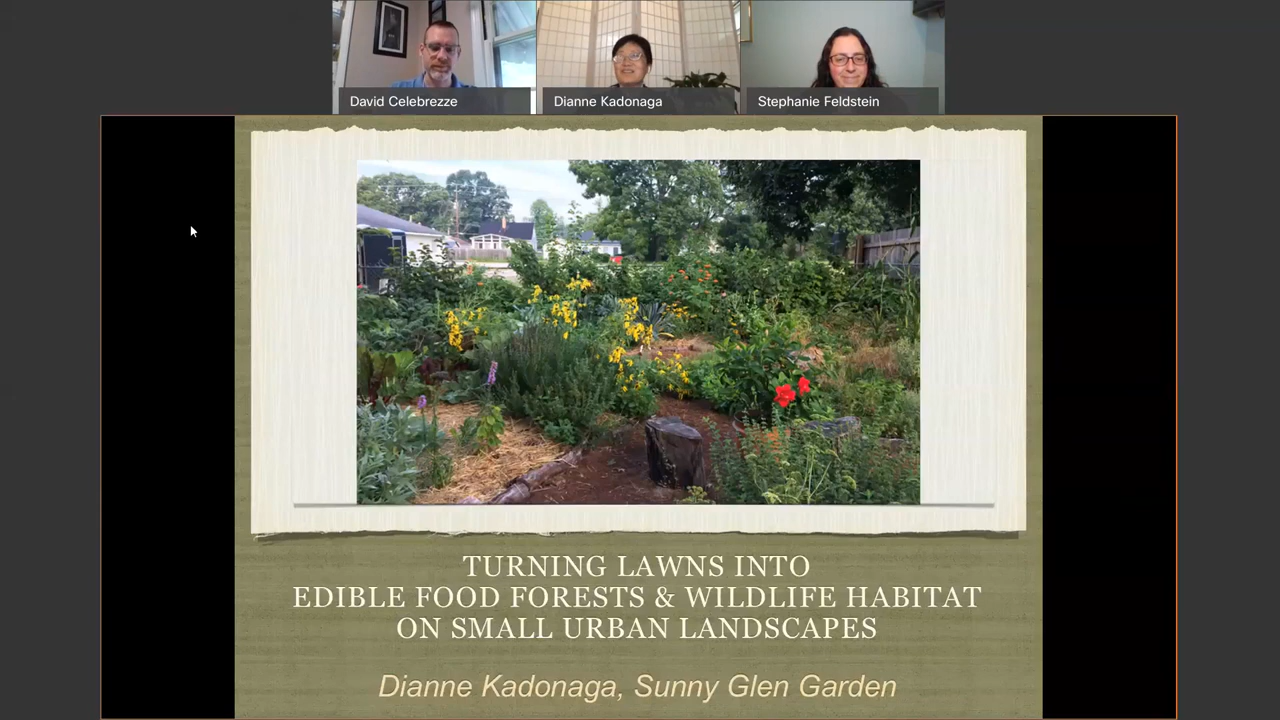 David Celebrezze
Dianne Kadonaga
Stephanie Feldstein
TURNING LAWNS INTO
EDIBLE FOOD FORESTS & WILDLIFE HABITAT
ON SMALL URBAN LANDSCAPES
Dianne Kadonaga, Sunny Glen Garden